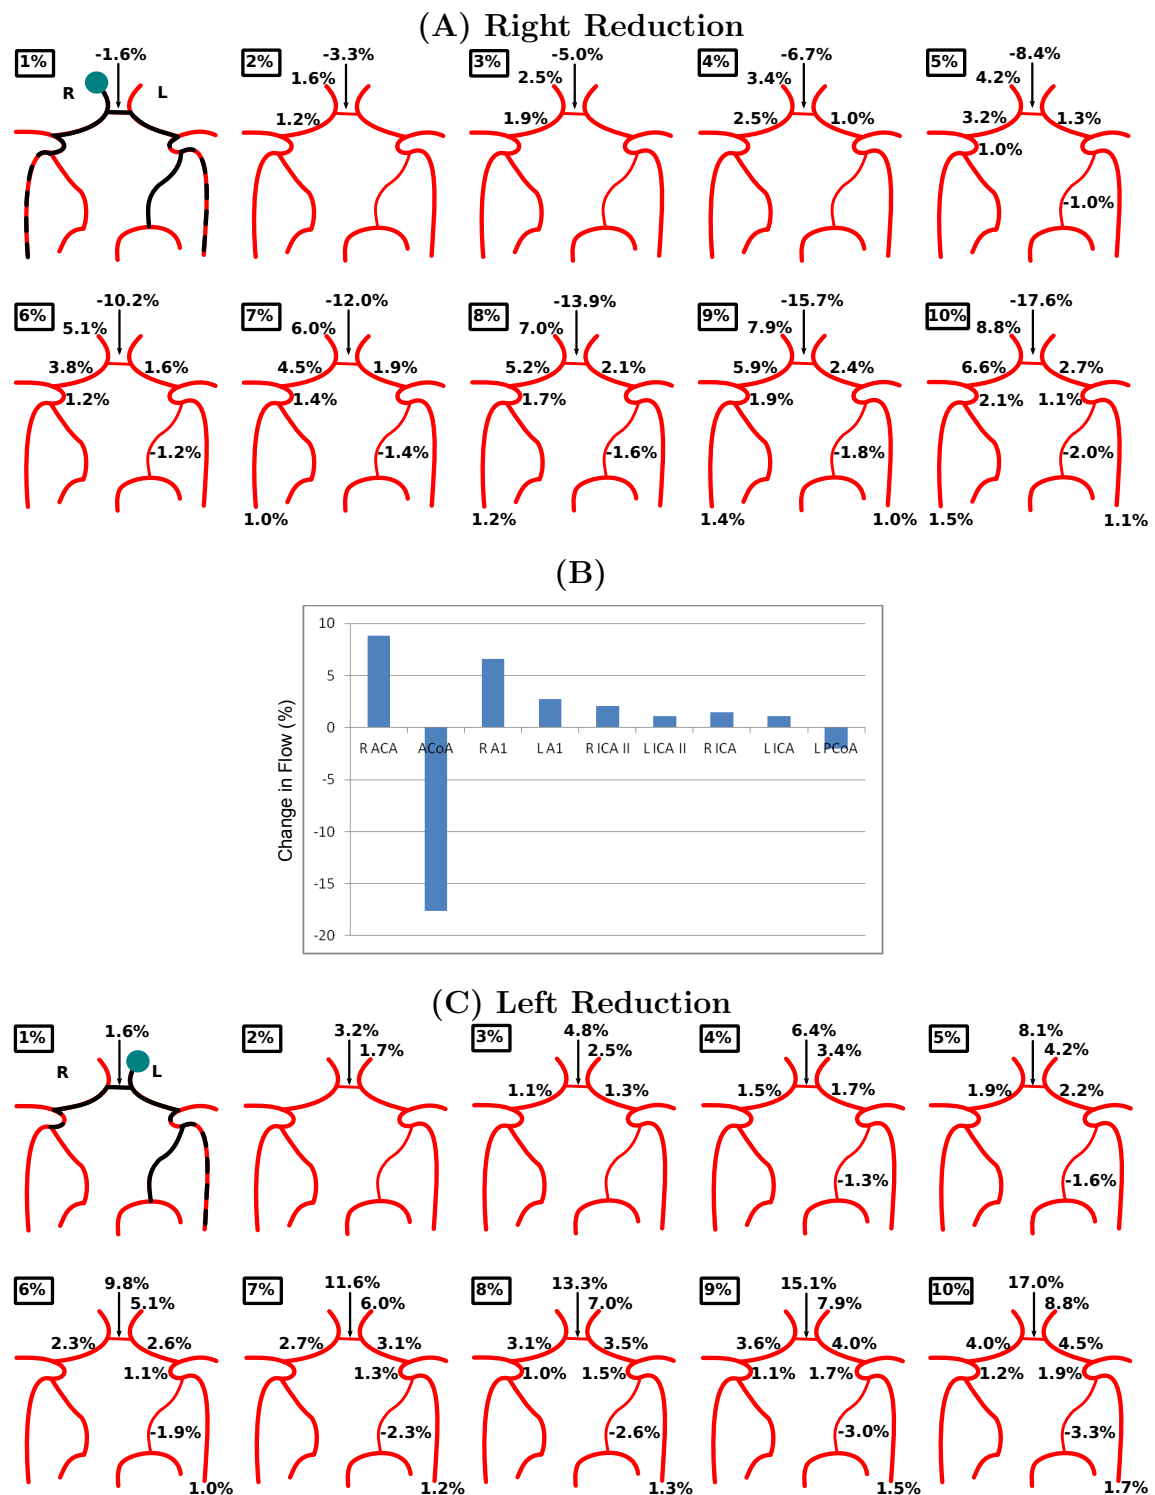 (A) Right Reduction
1% -1.6% 2% -3.3% 3% -5.0% 4% -6.7% 5% -8.4%
R L 1.6% 2.5% 3.4% 4.2%
1.2% 1.9% 2.5% 1.0% 3.2% 1.3%
1.0%
-1.0%
6% -10.2% 7% -12.0% 8% -13.9% 9% -15.7% 10% -17.6%
5.1% 6.0% 7.0% 7.9% 8.8%
3.8% 1.6% 4.5% 1.9% 5.2% 2.1% 5.9% 2.4% 6.6% 2.7%
1.2% 1.4% 1.7% 1.9% 2.1% 1.1%
-1.2% -1.4% -1.6% -1.8% -2.0%
1.0% 1.2% 1.4% 1.0% 1.5% 1.1%
(B)
Change in Flow (%)
10
5
0
R ACA ACoA R A1 L A1 R ICA II L ICA II R ICA L ICA L PCoA
-5
-10
-15
-20
(C) Left Reduction
1% 1.6% 2% 3.2% 3% 4.8% 4% 6.4% 5% 8.1%
R L 1.7% 2.5% 3.4% 4.2%
1.1% 1.3% 1.5% 1.7% 1.9% 2.2%
-1.3% -1.6%
6% 9.8% 7% 11.6% 8% 13.3% 9% 15.1% 10% 17.0%
5.1% 6.0% 7.0% 7.9% 8.8%
2.3% 2.6% 2.7% 3.1% 3.1% 3.5% 3.6% 4.0% 4.0% 4.5%
1.1% 1.3% 1.0% 1.5% 1.1% 1.7% 1.2% 1.9%
-1.9% -2.3% -2.6% -3.0% -3.3%
1.0% 1.2% 1.3% 1.5% 1.7%